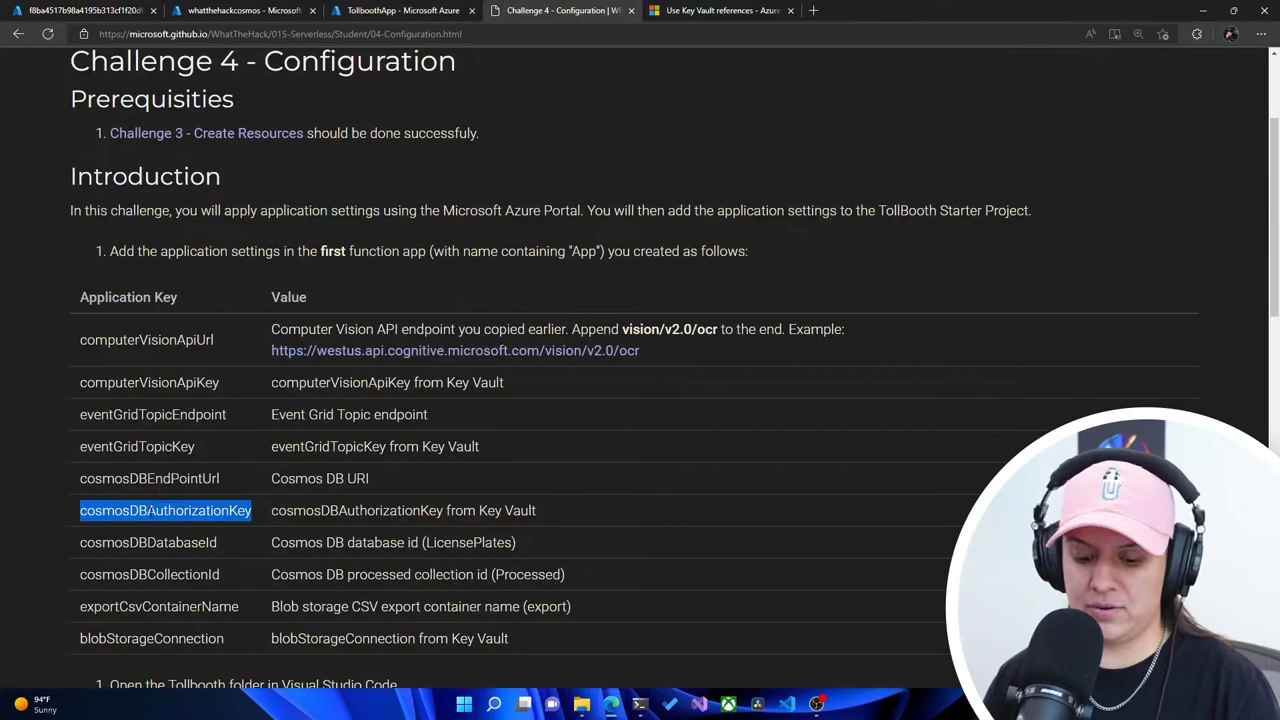 f8ba4517b98a4195b313cf1f20db
whatthehackcosmos - Microsoft
TollboothApp - Microsoft Azure
Challenge 4 - Configuration | W
Use Key Vault references - Azure
https://microsoft.github.io/WhatTheHack/015-Serverless/Student/04-Configuration.html
Challenge 4 - Configuration
Prerequisities
1. Challenge 3 - Create Resources should be done successfuly.
Introduction
In this challenge, you will apply application settings using the Microsoft Azure Portal. You will then add the application settings to the TollBooth Starter Project.
1. Add the application settings in the first function app (with name containing "App") you created as follows:
Application Key Value
computerVisionApiUrl Computer Vision API endpoint you copied earlier. Append vision/v2.0/ocr to the end. Example:
https://westus.api.cognitive.microsoft.com/vision/v2.0/ocr
computerVisionApiKey computerVisionApiKey from Key Vault
eventGridTopicEndpoint Event Grid Topic endpoint
eventGridTopicKey eventGridTopicKey from Key Vault
cosmosDBEndPointUrl Cosmos DB URI
cosmosDBAuthorizationKey cosmosDBAuthorizationKey from Key Vault
cosmosDBDatabaseId Cosmos DB database id (LicensePlates)
cosmosDBCollectionId Cosmos DB processed collection id (Processed)
exportCsvContainerName Blob storage CSV export container name (export)
blobStorageConnection blobStorageConnection from Key Vault
1. Open the Tollbooth folder in Visual Studio Code
94°F
Sunny